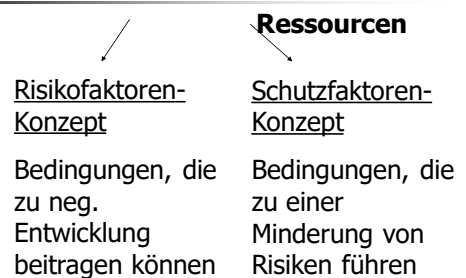 Ressourcen
Risikofaktoren-
Konzept
Bedingungen, die
zu neg.
Entwicklung
beitragen können
Schutzfaktoren-
Konzept
Bedingungen, die
zu einer
Minderung von
Risiken führen